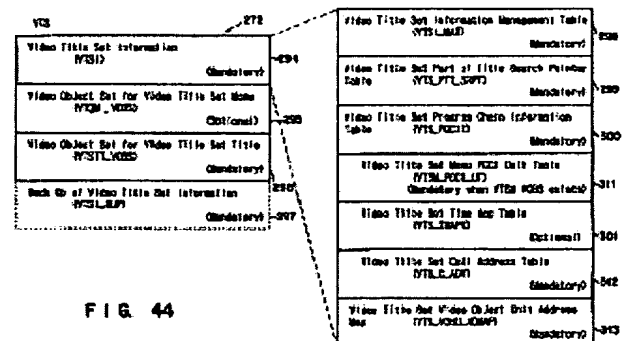 VTS
272
Video Title Set Information
(VTSI)
(Mandatory)
294
Video Object Set for Video Title Set Menu
(VTSM_VOBS)
(Optional)
295
Video Object Set for Video Title Set Title
(VTSTT_VOBS)
(Mandatory)
296
Back Up of Video Title Set Information
(VTSI_BUP)
(Mandatory)
297
FIG. 44
Video Title Set Information Management Table
(VTSI_MAT)
(Mandatory)
298
Video Title Set Part of Title Search Pointer
Table (VTS_PTT_SRPT)
(Mandatory)
299
Video Title Set Program Chain Information
Table (VTS_PGCIT)
(Mandatory)
300
Video Title Set Menu PGCI Unit Table
(VTSM_PGCI_UT)
(Mandatory when VTSM_VOBS exists)
311
Video Title Set Time Map Table
(VTS_TMAPT)
(Optional)
301
Video Title Set Cell Address Table
(VTS_C_ADT)
(Mandatory)
312
Video Title Set Video Object Unit Address
Map (VTS_VOBU_ADMAP)
(Mandatory)
313